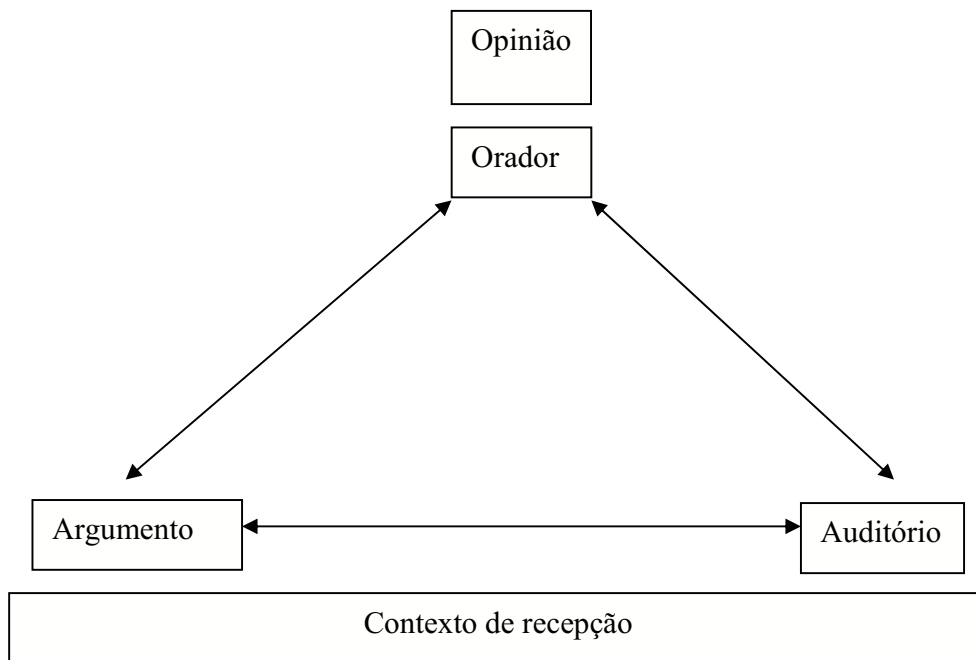 Opinião
Orador
Argumento
Auditório
Contexto de recepção